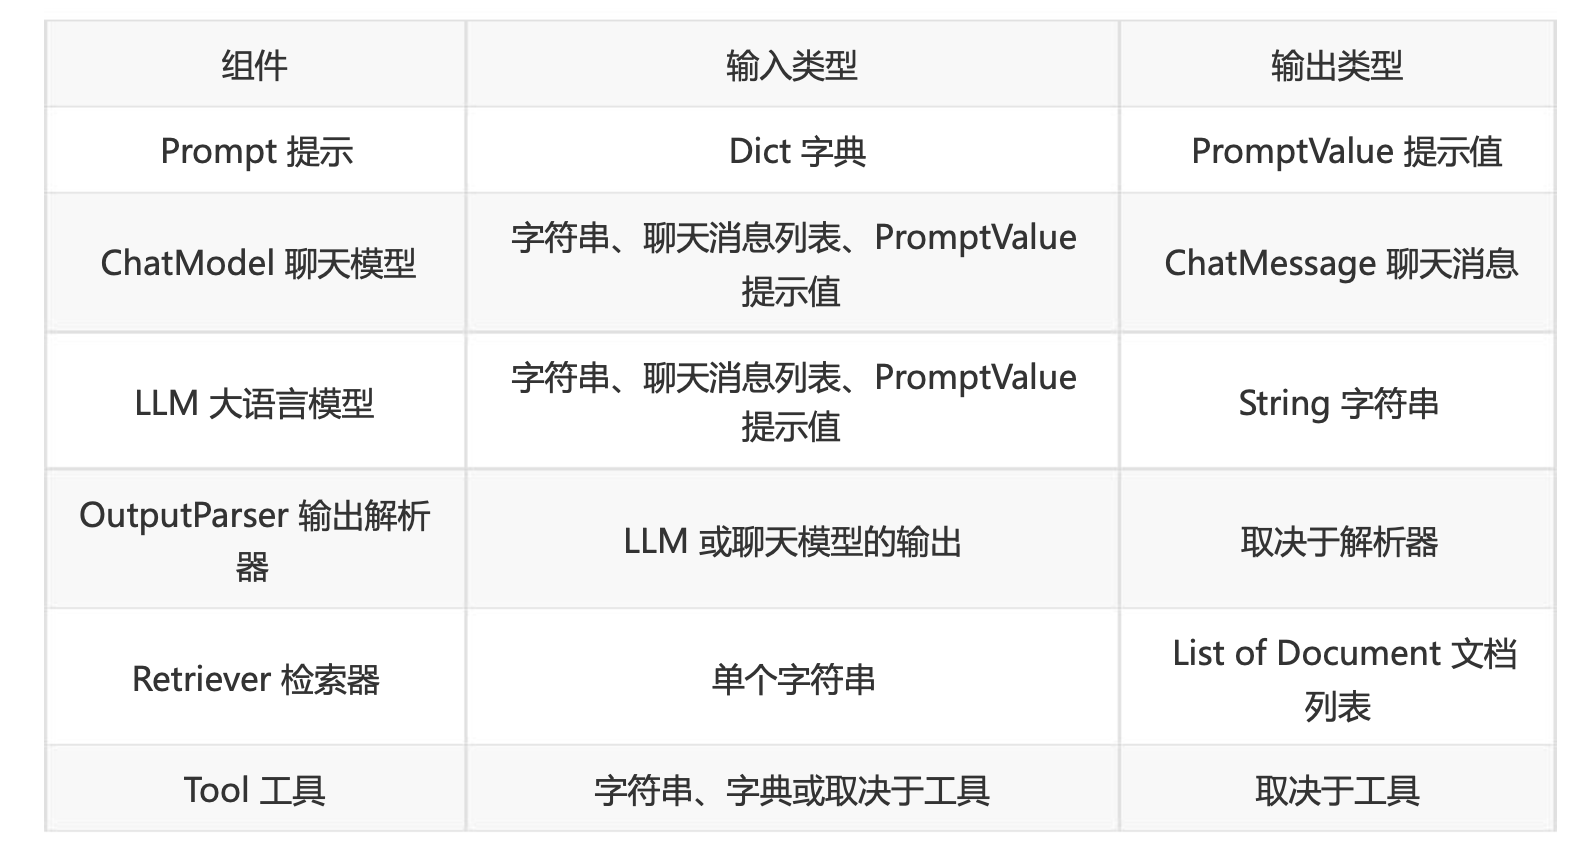 组件
输入类型
输出类型
Prompt 提示
Dict 字典
PromptValue 提示值
ChatModel 聊天模型
字符串、聊天消息列表、PromptValue
提示值
ChatMessage 聊天消息
LLM 大语言模型
字符串、聊天消息列表、PromptValue
提示值
String 字符串
OutputParser 输出解析
器
LLM 或聊天模型的输出
取决于解析器
Retriever 检索器
单个字符串
List of Document 文档
列表
Tool 工具
字符串、字典或取决于工具
取决于工具